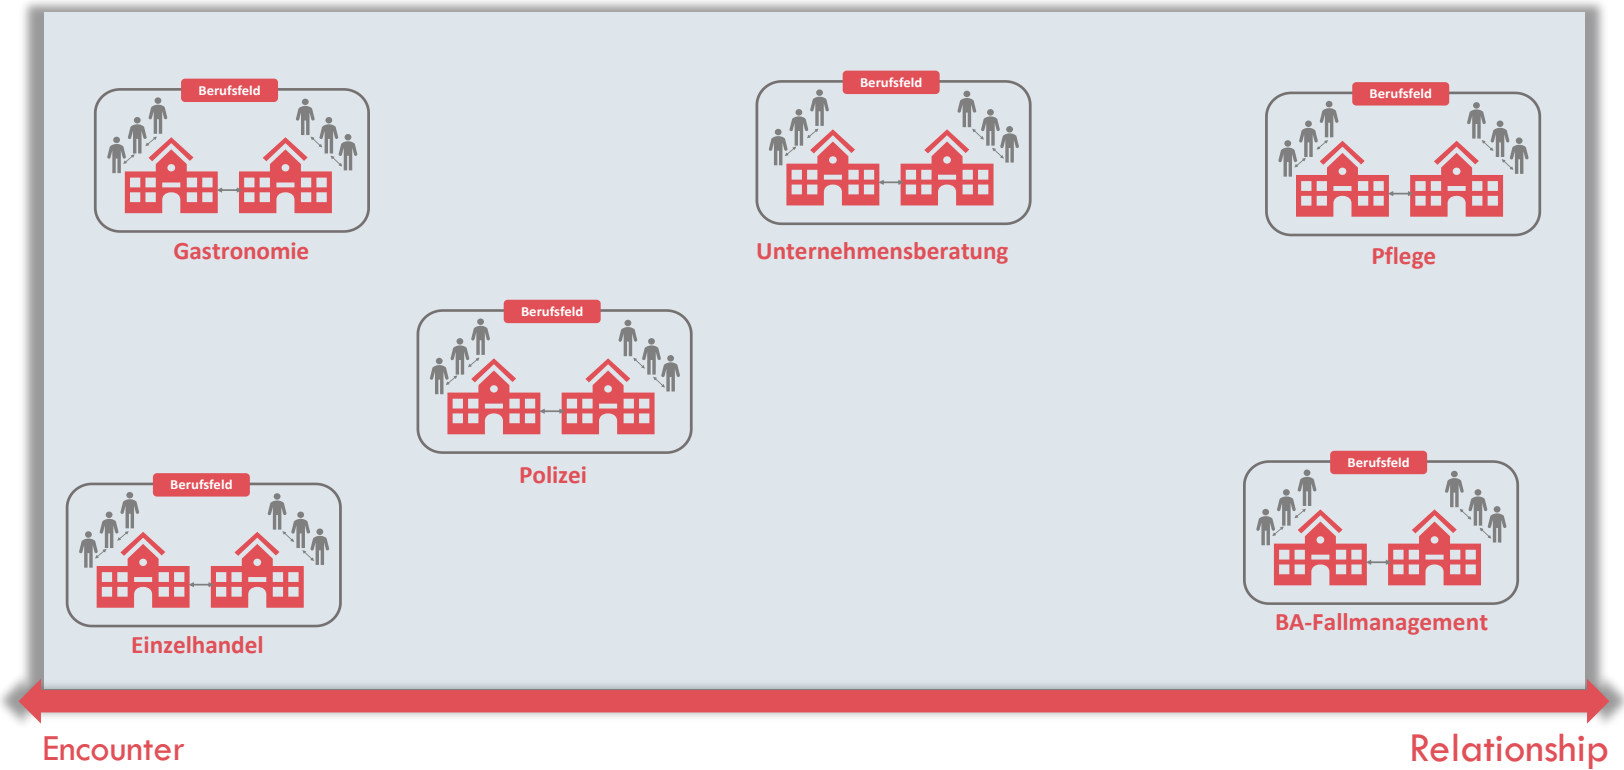 Berufsfeld
Gastronomie
Berufsfeld
Unternehmensberatung
Berufsfeld
Pflege
Berufsfeld
Polizei
Berufsfeld
Einzelhandel
Berufsfeld
BA-Fallmanagement
Encounter
Relationship